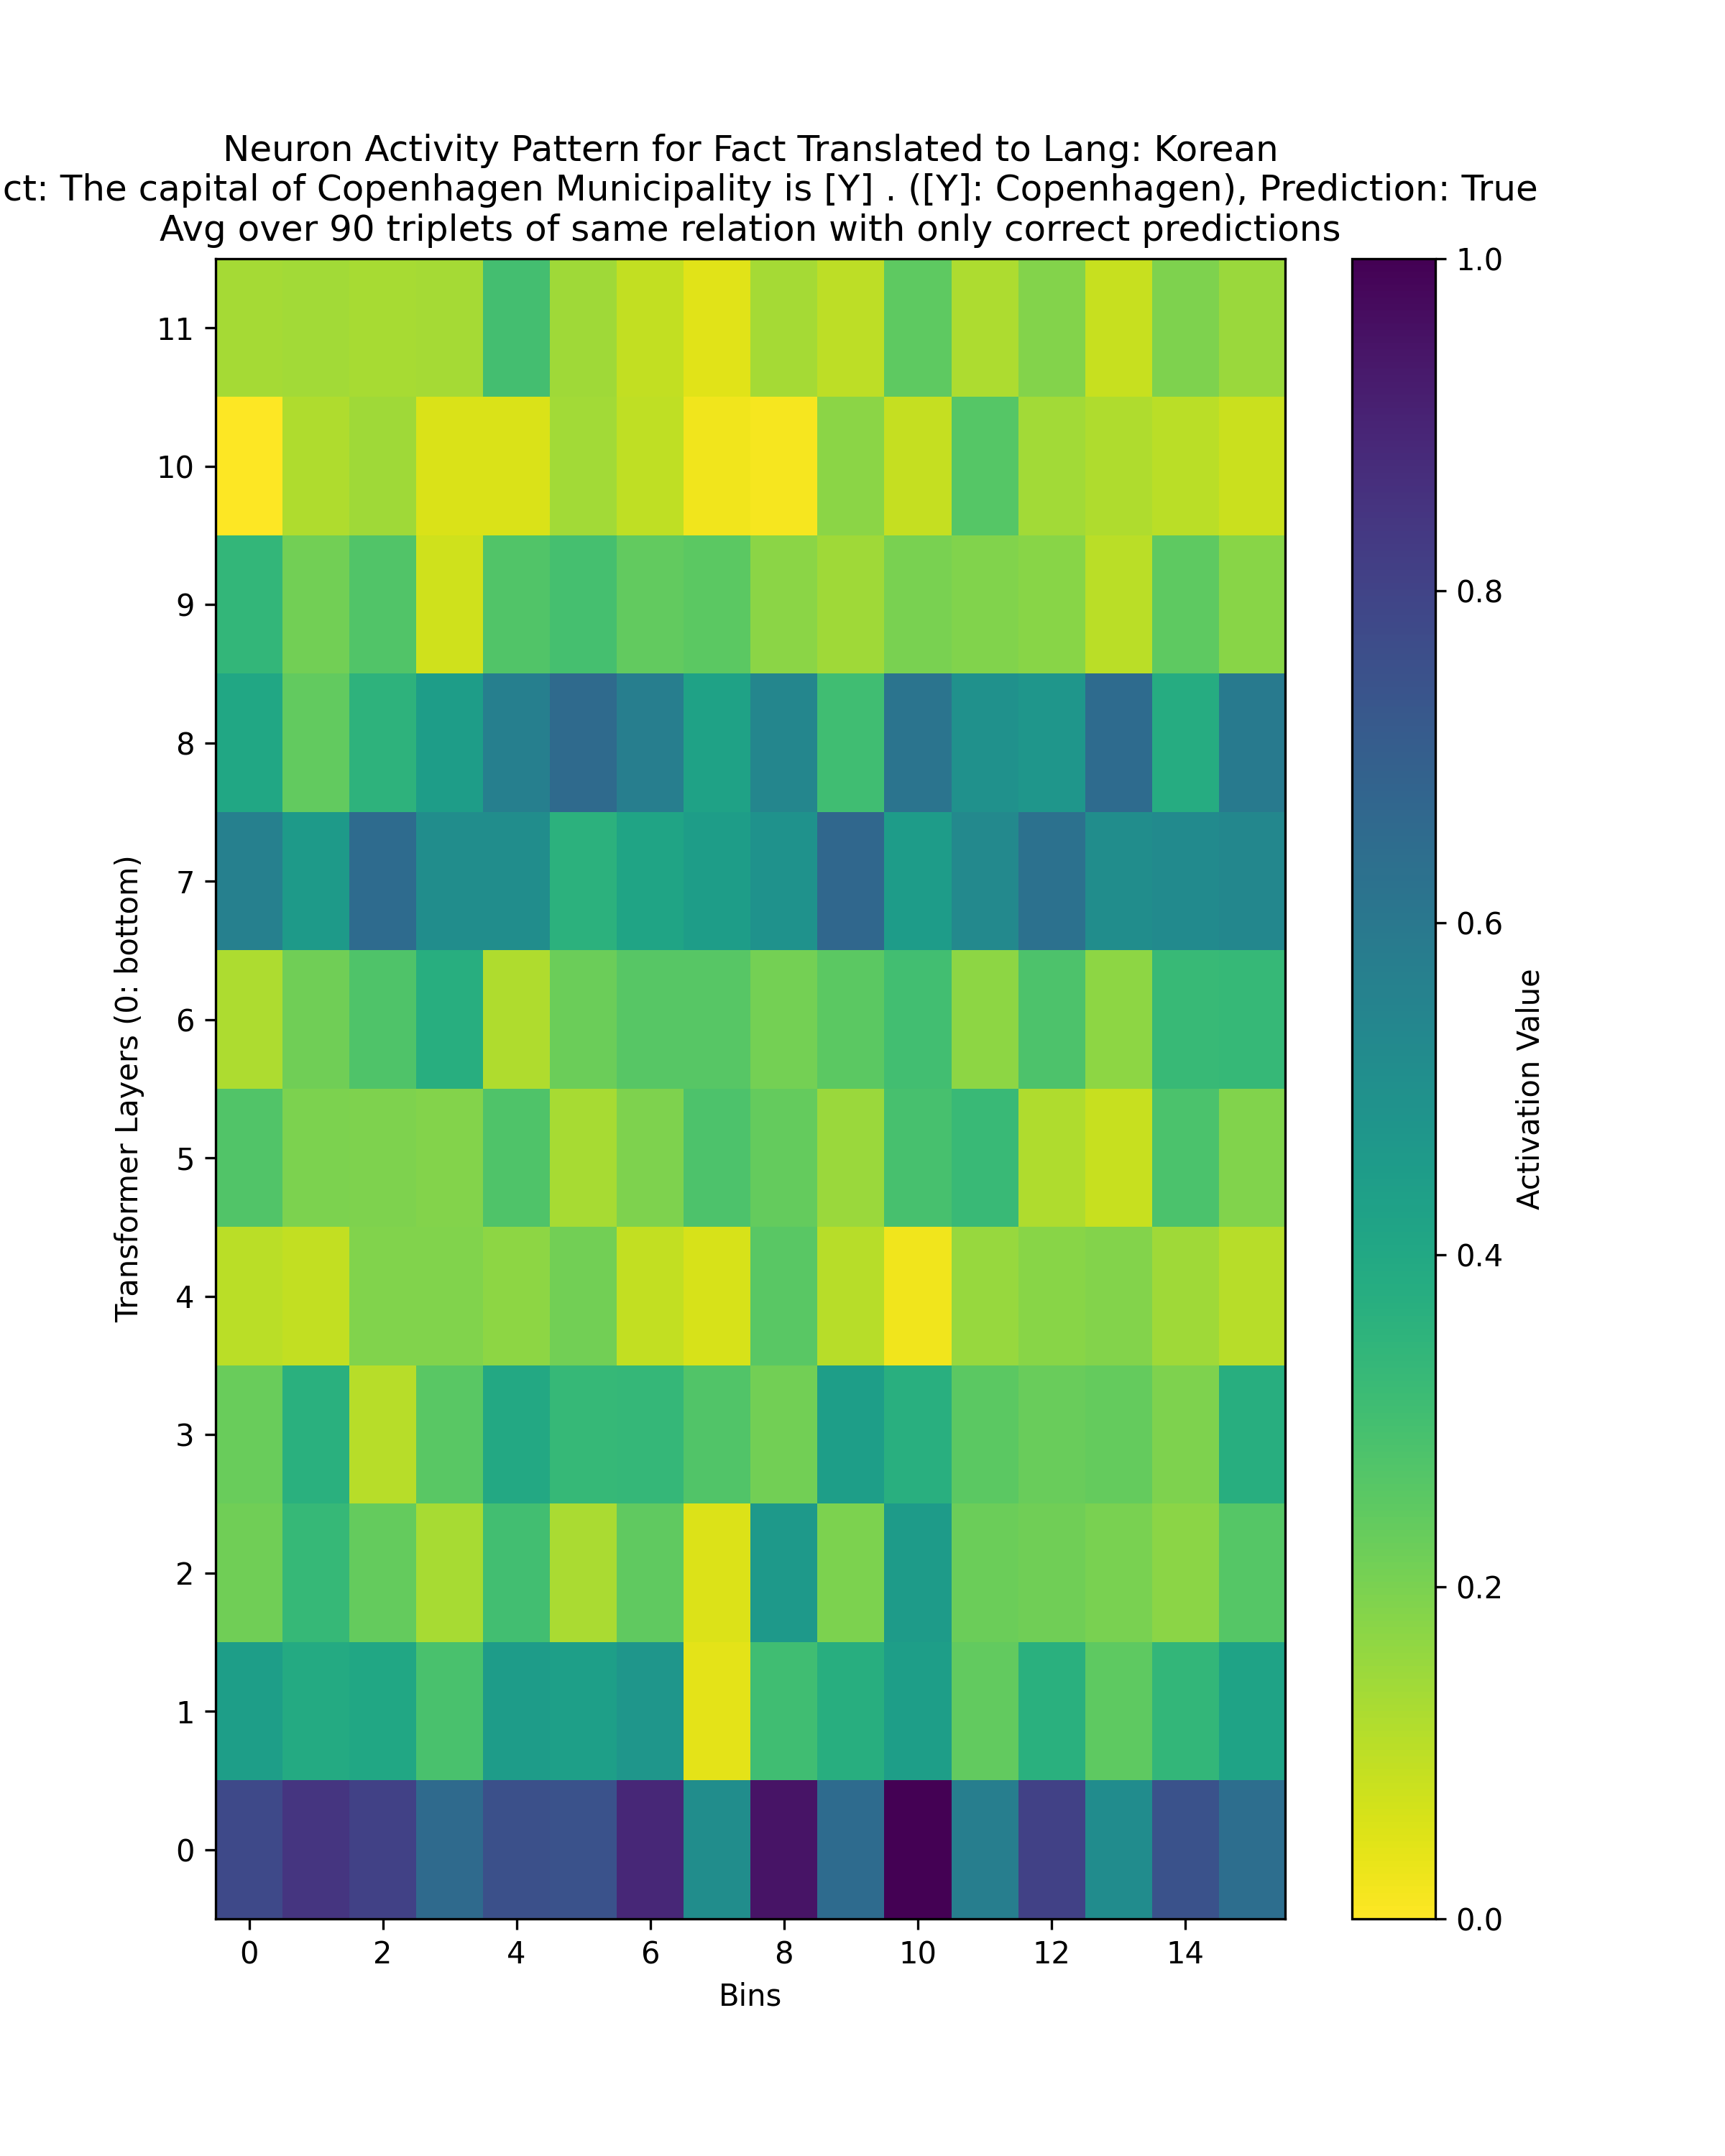 Neuron Activity Pattern for Fact Translated to Lang: Korean
ct: The capital of Copenhagen Municipality is [Y] . ([Y]: Copenhagen), Prediction: True
Avg over 90 triplets of same relation with only correct predictions
11
10
9
8
7
6
5
4
3
2
1
0
Transformer Layers (0: bottom)
0 2 4 6 8 10 12 14
Bins
1.0
0.8
0.6
0.4
0.2
0.0
Activation Value